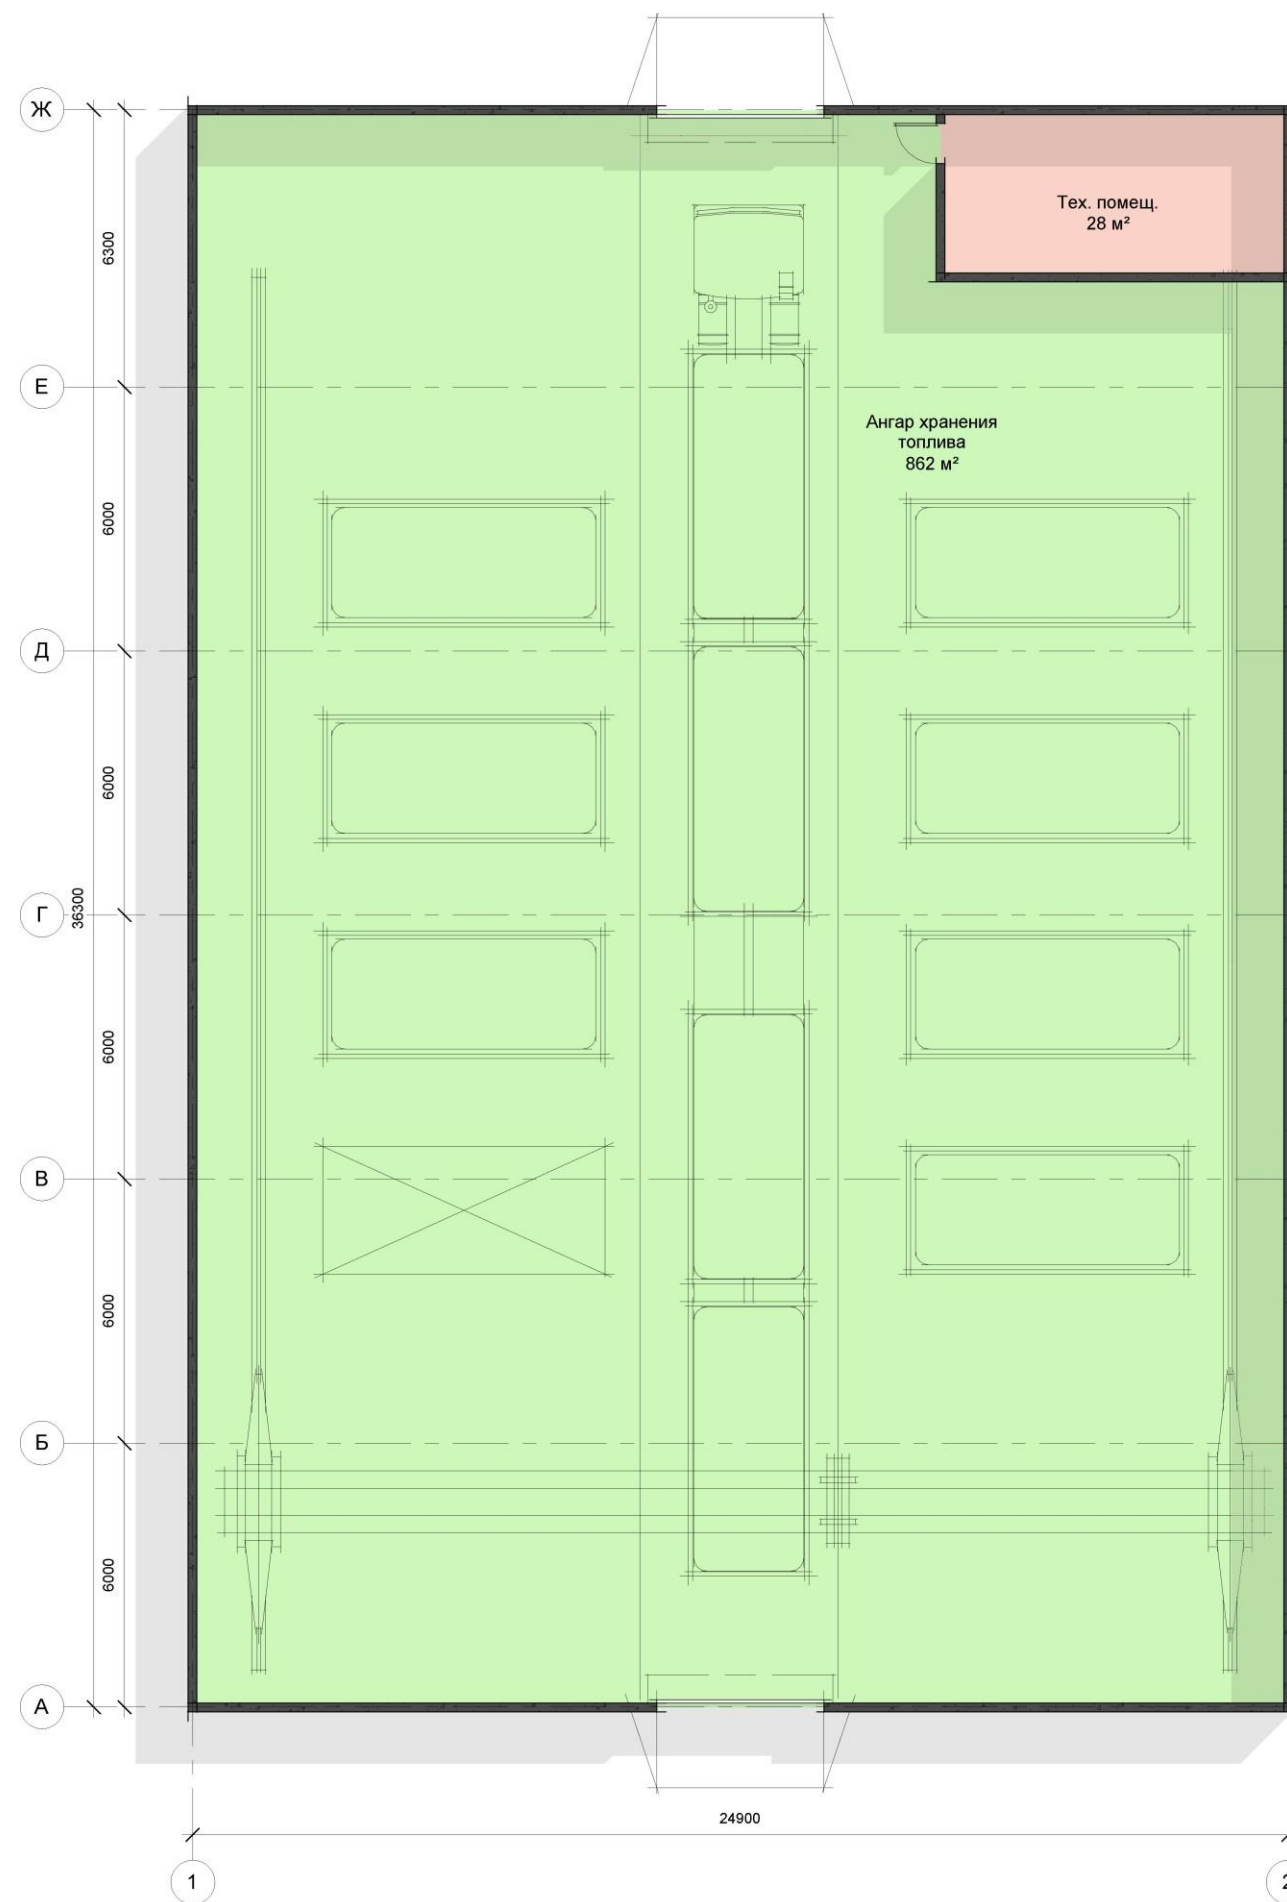 Ж
6300
Тех. помещ.
28 м²
Е
Ангар хранения
топлива
862 м²
6000
Д
6000
Г
36300
6000
В
6000
Б
6000
А
24900
1
2